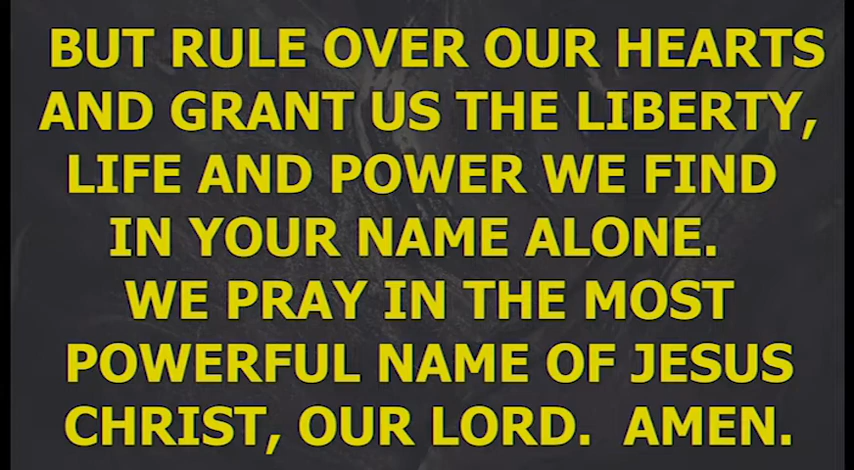 BUT RULE OVER OUR HEARTS
AND GRANT US THE LIBERTY,
LIFE AND POWER WE FIND
IN YOUR NAME ALONE.
WE PRAY IN THE MOST
POWERFUL NAME OF JESUS
CHRIST, OUR LORD.  AMEN.